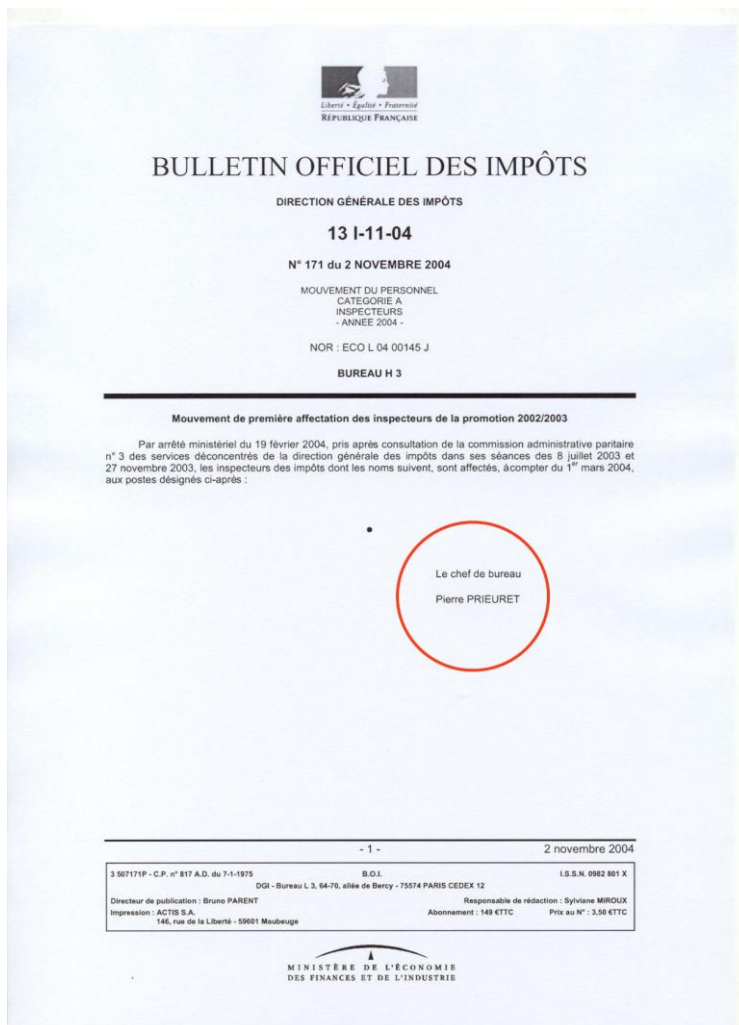 Liberté • Égalité • Fraternité
RÉPUBLIQUE FRANÇAISE
BULLETIN OFFICIEL DES IMPÔTS
DIRECTION GÉNÉRALE DES IMPÔTS
13 I-11-04
N° 171 du 2 NOVEMBRE 2004
MOUVEMENT DU PERSONNEL
CATEGORIE A
INSPECTEURS
- ANNEE 2004 -
NOR : ECO L 04 00145 J
BUREAU H 3
Mouvement de première affectation des inspecteurs de la promotion 2002/2003
Par arrêté ministériel du 19 février 2004, pris après consultation de la commission administrative paritaire
n° 3 des services déconcentrés de la direction générale des impôts dans ses séances des 8 juillet 2003 et
27 novembre 2003, les inspecteurs des impôts dont les noms suivent, sont affectés, àcompter du 1er mars 2004,
aux postes désignés ci-après :
•
Le chef de bureau
Pierre PRIEURET
- 1 - 2 novembre 2004
3 507171P - C.P. n° 817 A.D. du 7-1-1975 B.O.I. I.S.S.N. 0982 801 X
DGI - Bureau L 3, 64-70, allée de Bercy - 75574 PARIS CEDEX 12
Directeur de publication : Bruno PARENT Responsable de rédaction : Sylviane MIROUX
Impression : ACTIS S.A. Abonnement : 149 €TTC Prix au N° : 3,50 €TTC
146, rue de la Liberté - 59601 Maubeuge
MINISTÈRE DE L'ÉCONOMIE
DES FINANCES ET DE L'INDUSTRIE